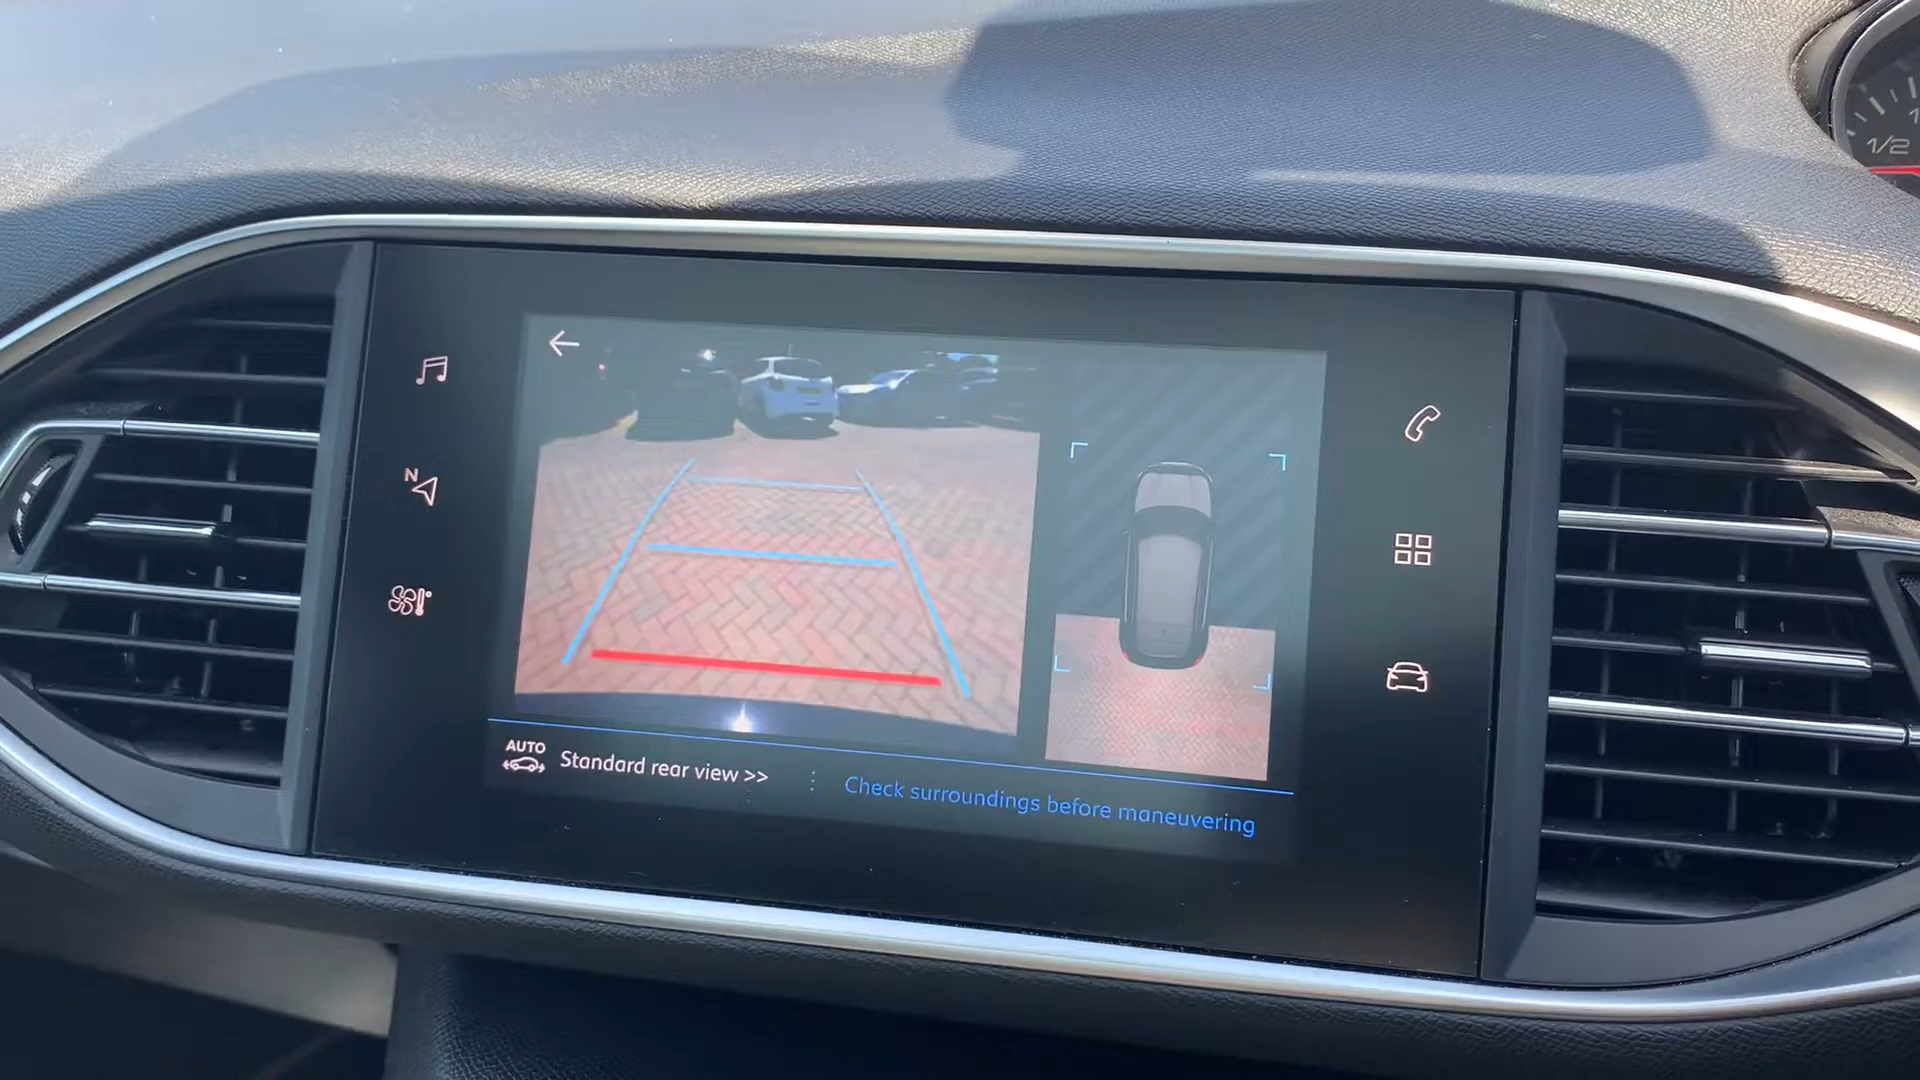 1/2
N
AUTO
Standard rear view >>
Check surroundings before maneuvering